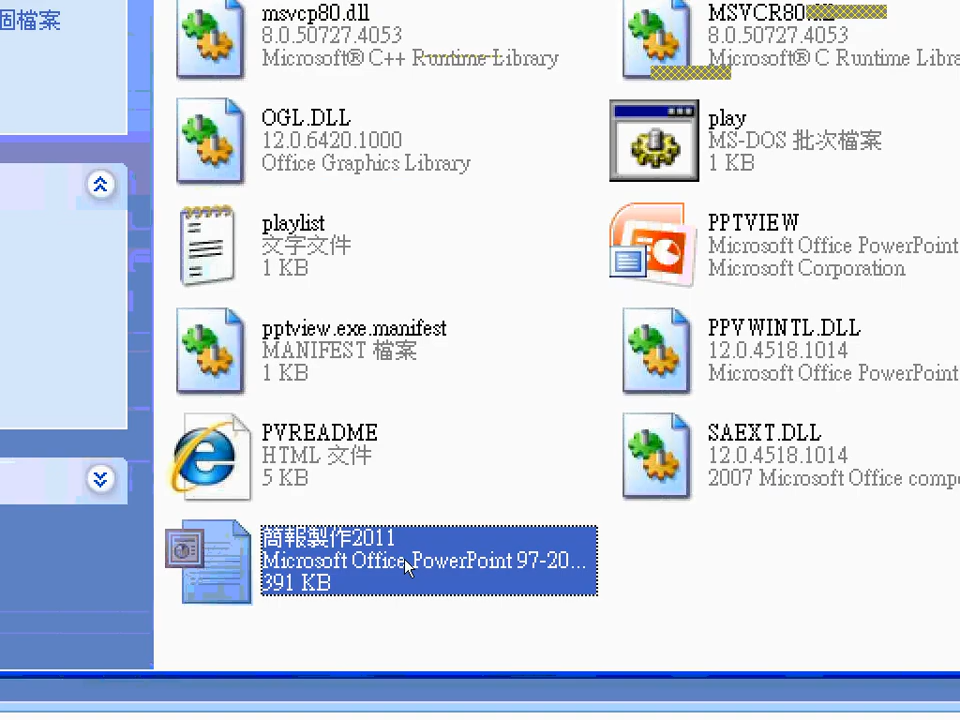 個檔案
msvcp80.dll
8.0.50727.4053
Microsoft® C++ Runtime Library
MSVCR80
8.0.50727.4053
Microsoft® C Runtime Libra
OGL.DLL
12.0.6420.1000
Office Graphics Library
play
MS-DOS 批次檔案
1 KB
playlist
文字文件
1 KB
PPTVIEW
Microsoft Office PowerPoint
Microsoft Corporation
pptview.exe.manifest
MANIFEST 檔案
1 KB
PPVWINTL.DLL
12.0.4518.1014
Microsoft Office PowerPoint
PVREADME
HTML 文件
5 KB
SAEXT.DLL
12.0.4518.1014
2007 Microsoft Office compo
簡報製作2011
Microsoft Office PowerPoint 97-20...
391 KB